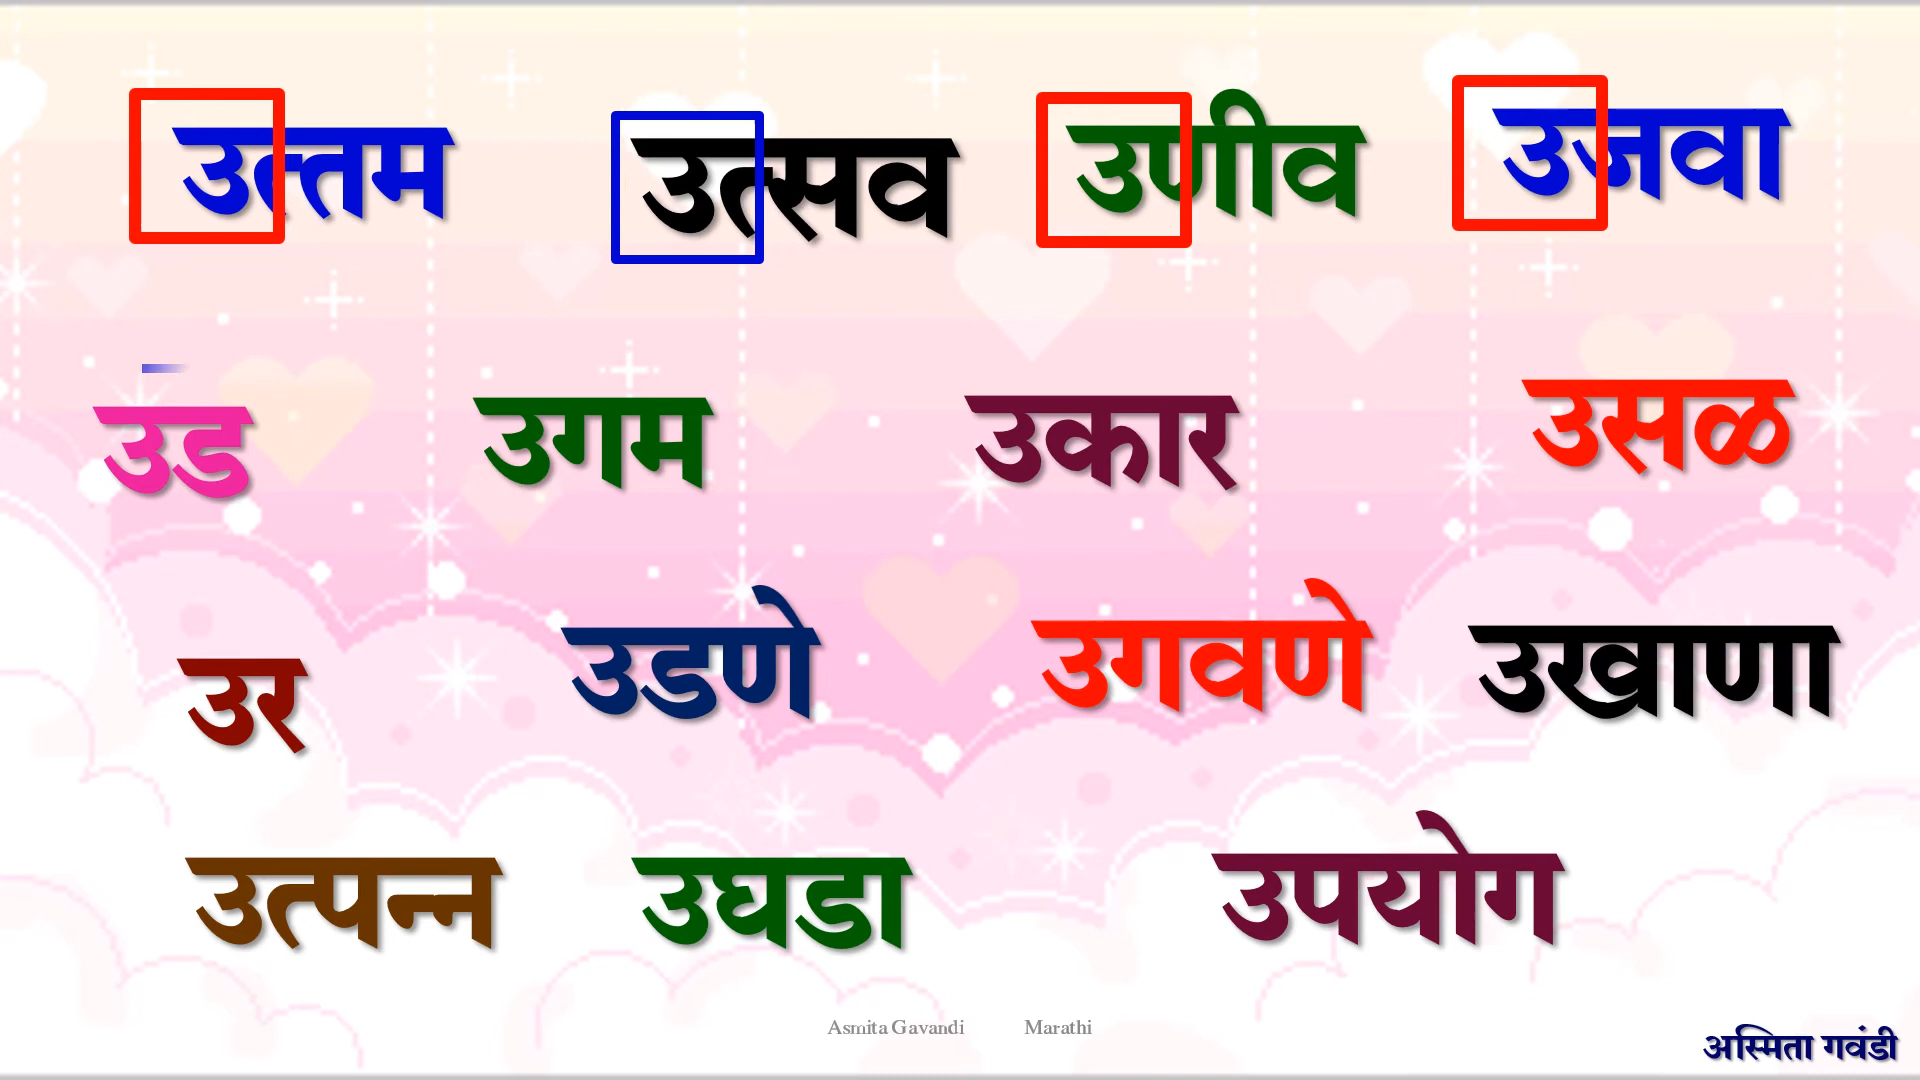 उत्तम उत्सव उणीव उजवा
उड उगम उकार उसळ
उर उडणे उगवणे उखाणा
उत्पन्न उघडा उपयोग
Asmita Gavandi Marathi
अस्मिता गवंडी